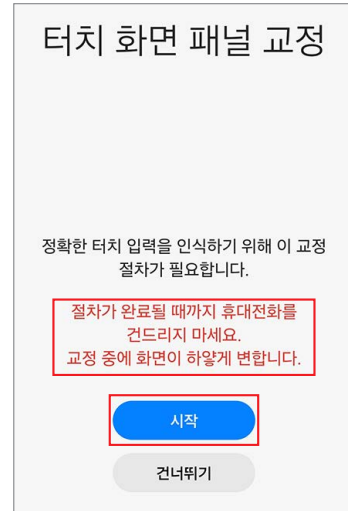 터치 화면 패널 교정
정확한 터치 입력을 인식하기 위해 이 교정
절차가 필요합니다.
절차가 완료될 때까지 휴대전화를
건드리지 마세요.
교정 중에 화면이 하얗게 변합니다.
시작
건너뛰기